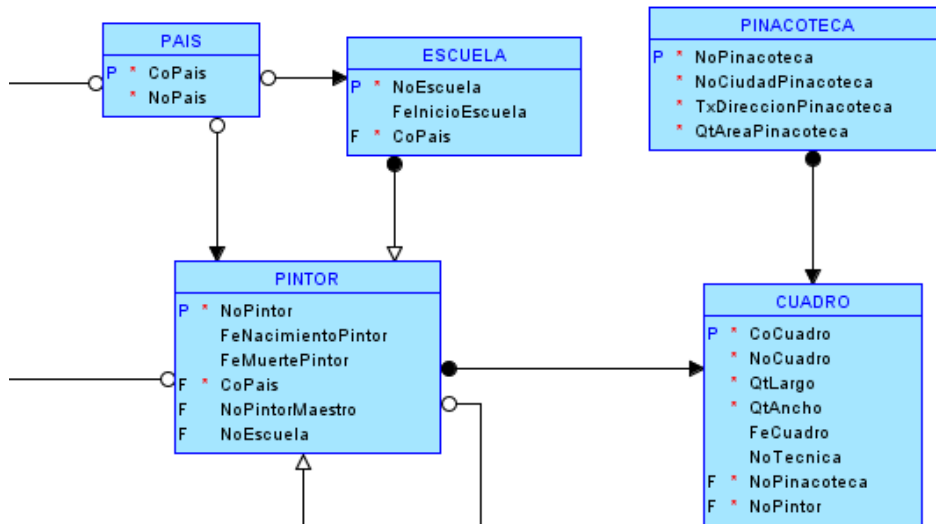 PAIS
P * CoPais
* NoPais
ESCUELA
P * NoEscuela
FeInicioEscuela
F * CoPais
PINACOTECA
P * NoPinacoteca
* NoCiudadPinacoteca
* TxDireccionPinacoteca
* QtAreaPinacoteca
PINTOR
P * NoPintor
FeNacimientoPintor
FeMuertePintor
F * CoPais
F NoPintorMaestro
F NoEscuela
CUADRO
P * CoCuadro
* NoCuadro
* QtLargo
* QtAncho
FeCuadro
NoTecnica
F * NoPinacoteca
F * NoPintor